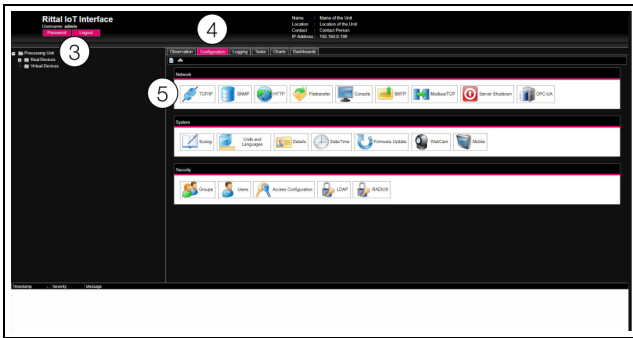 Rittal IoT Interface
Username: admin
Password Logout
Name : Name of the Unit
Location : Location of the Unit
Contact : Contact Person
IP Address : 192.168.0.190
4
3
Processing Unit
Real Devices
Virtual Devices
Observation Configuration Logging Tasks Charts Dashboards
Network
5
TCP/IP SNMP HTTP Filetransfer Console SMTP ModbusTCP Server Shutdown OPC-UA
System
Syslog Units and Languages Details Date/Time Firmware Update WebCam Mobile
Security
Groups Users Access Configuration LDAP RADIUS
Timestamp Severity Message